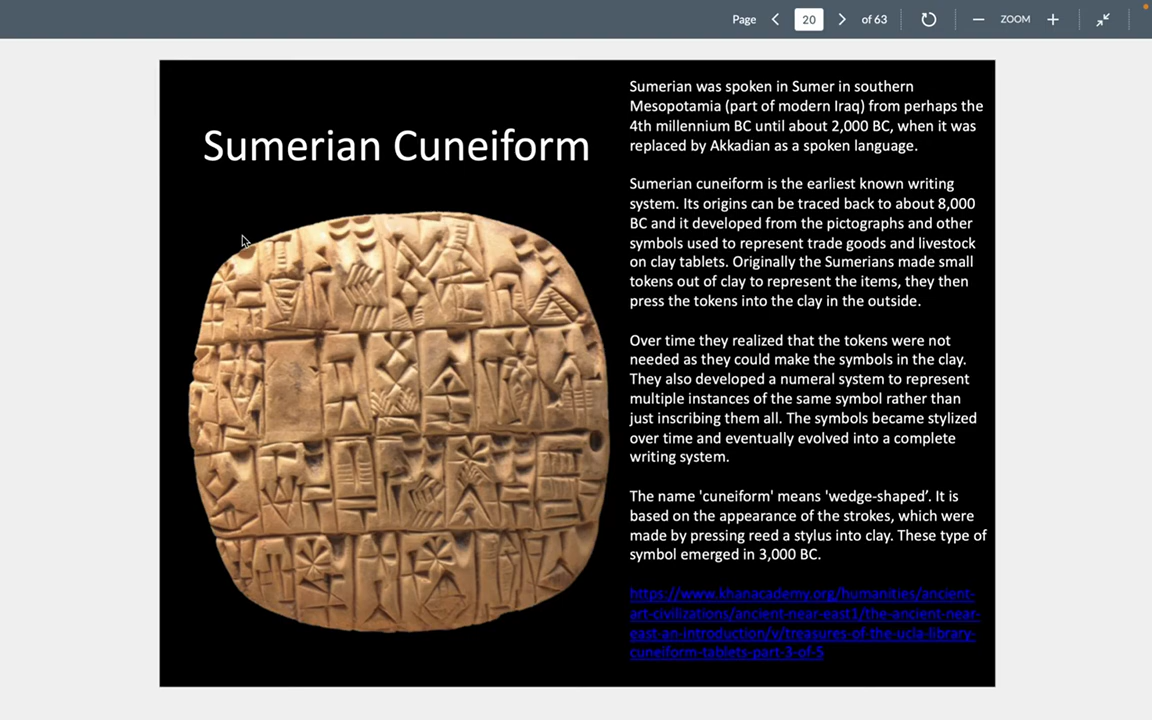 Page 20 of 63 ZOOM
Sumerian Cuneiform
Sumerian was spoken in Sumer in southern
Mesopotamia (part of modern Iraq) from perhaps the
4th millennium BC until about 2,000 BC, when it was
replaced by Akkadian as a spoken language.
Sumerian cuneiform is the earliest known writing
system. Its origins can be traced back to about 8,000
BC and it developed from the pictographs and other
symbols used to represent trade goods and livestock
on clay tablets. Originally the Sumerians made small
tokens out of clay to represent the items, they then
press the tokens into the clay in the outside.
Over time they realized that the tokens were not
needed as they could make the symbols in the clay.
They also developed a numeral system to represent
multiple instances of the same symbol rather than
just inscribing them all. The symbols became stylized
over time and eventually evolved into a complete
writing system.
The name 'cuneiform' means 'wedge-shaped’. It is
based on the appearance of the strokes, which were
made by pressing reed a stylus into clay. These type of
symbol emerged in 3,000 BC.
https://www.khanacademy.org/humanities/ancient-
art-civilizations/ancient-near-east1/the-ancient-near-
east-an-introduction/v/treasures-of-the-ucla-library-
cuneiform-tablets-part-3-of-5